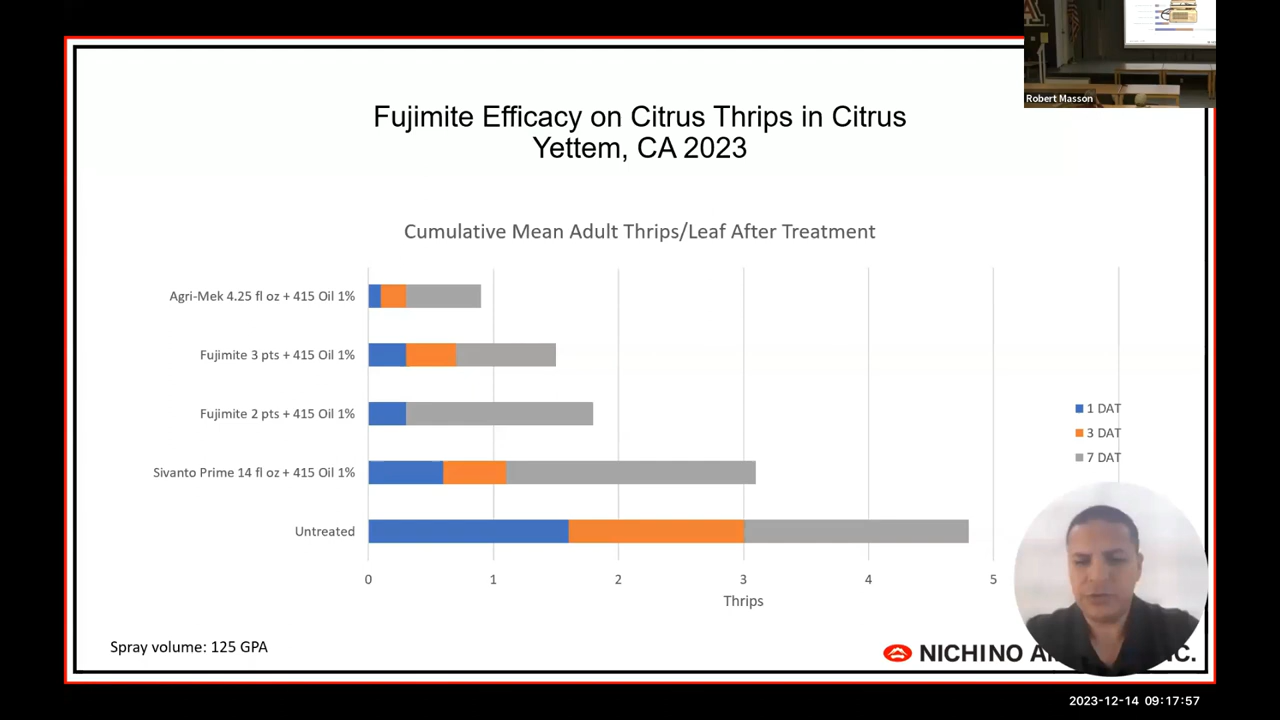 Robert Masson
Fujimite Efficacy on Citrus Thrips in Citrus
Yettem, CA 2023
Cumulative Mean Adult Thrips/Leaf After Treatment
Agri-Mek 4.25 fl oz + 415 Oil 1%
Fujimite 3 pts + 415 Oil 1%
Fujimite 2 pts + 415 Oil 1%
Sivanto Prime 14 fl oz + 415 Oil 1%
Untreated
1 DAT
3 DAT
7 DAT
0 1 2 3 4 5
Thrips
Spray volume: 125 GPA
NICHINO
2023-12-14 09:17:57